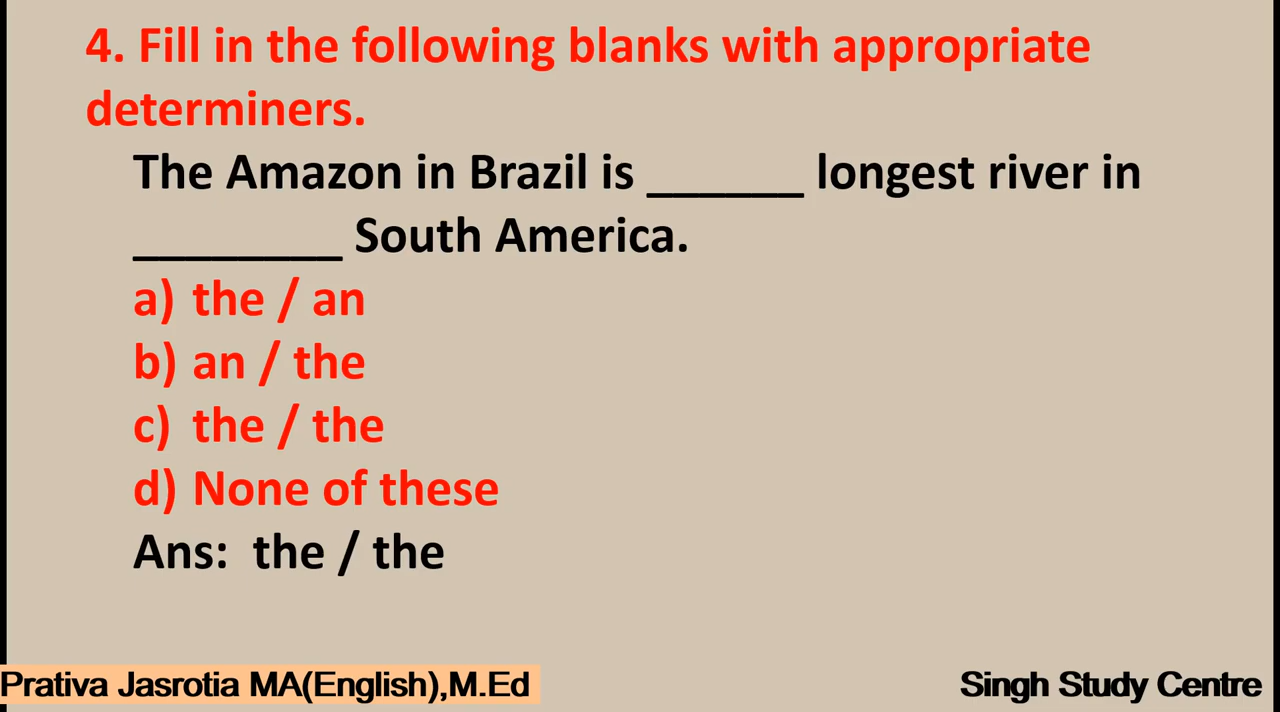 4. Fill in the following blanks with appropriate
determiners.
The Amazon in Brazil is ______ longest river in
________ South America.
a) the / an
b) an / the
c) the / the
d) None of these
Ans: the / the
Prativa Jasrotia MA(English),M.Ed
Singh Study Centre